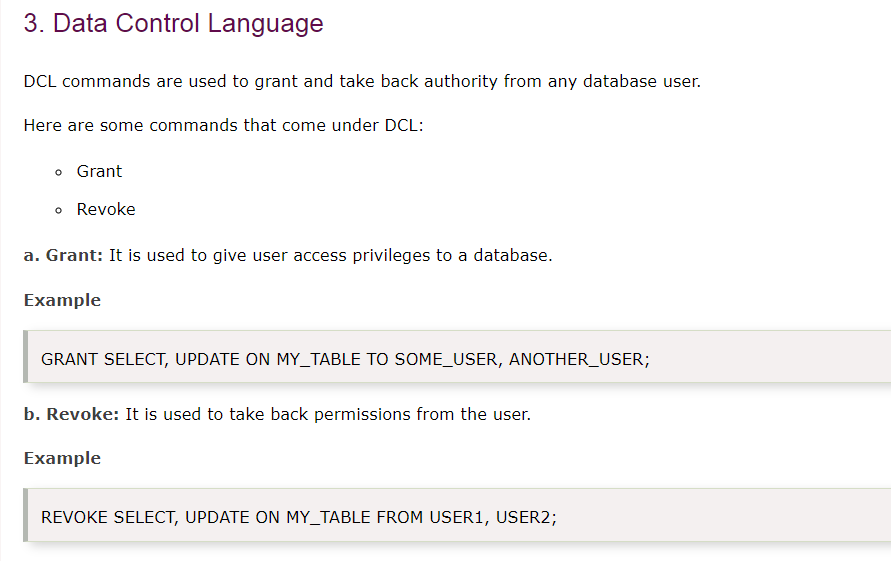 3. Data Control Language
DCL commands are used to grant and take back authority from any database user.
Here are some commands that come under DCL:
Grant
Revoke
a. Grant: It is used to give user access privileges to a database.
Example
GRANT SELECT, UPDATE ON MY_TABLE TO SOME_USER, ANOTHER_USER;
b. Revoke: It is used to take back permissions from the user.
Example
REVOKE SELECT, UPDATE ON MY_TABLE FROM USER1, USER2;